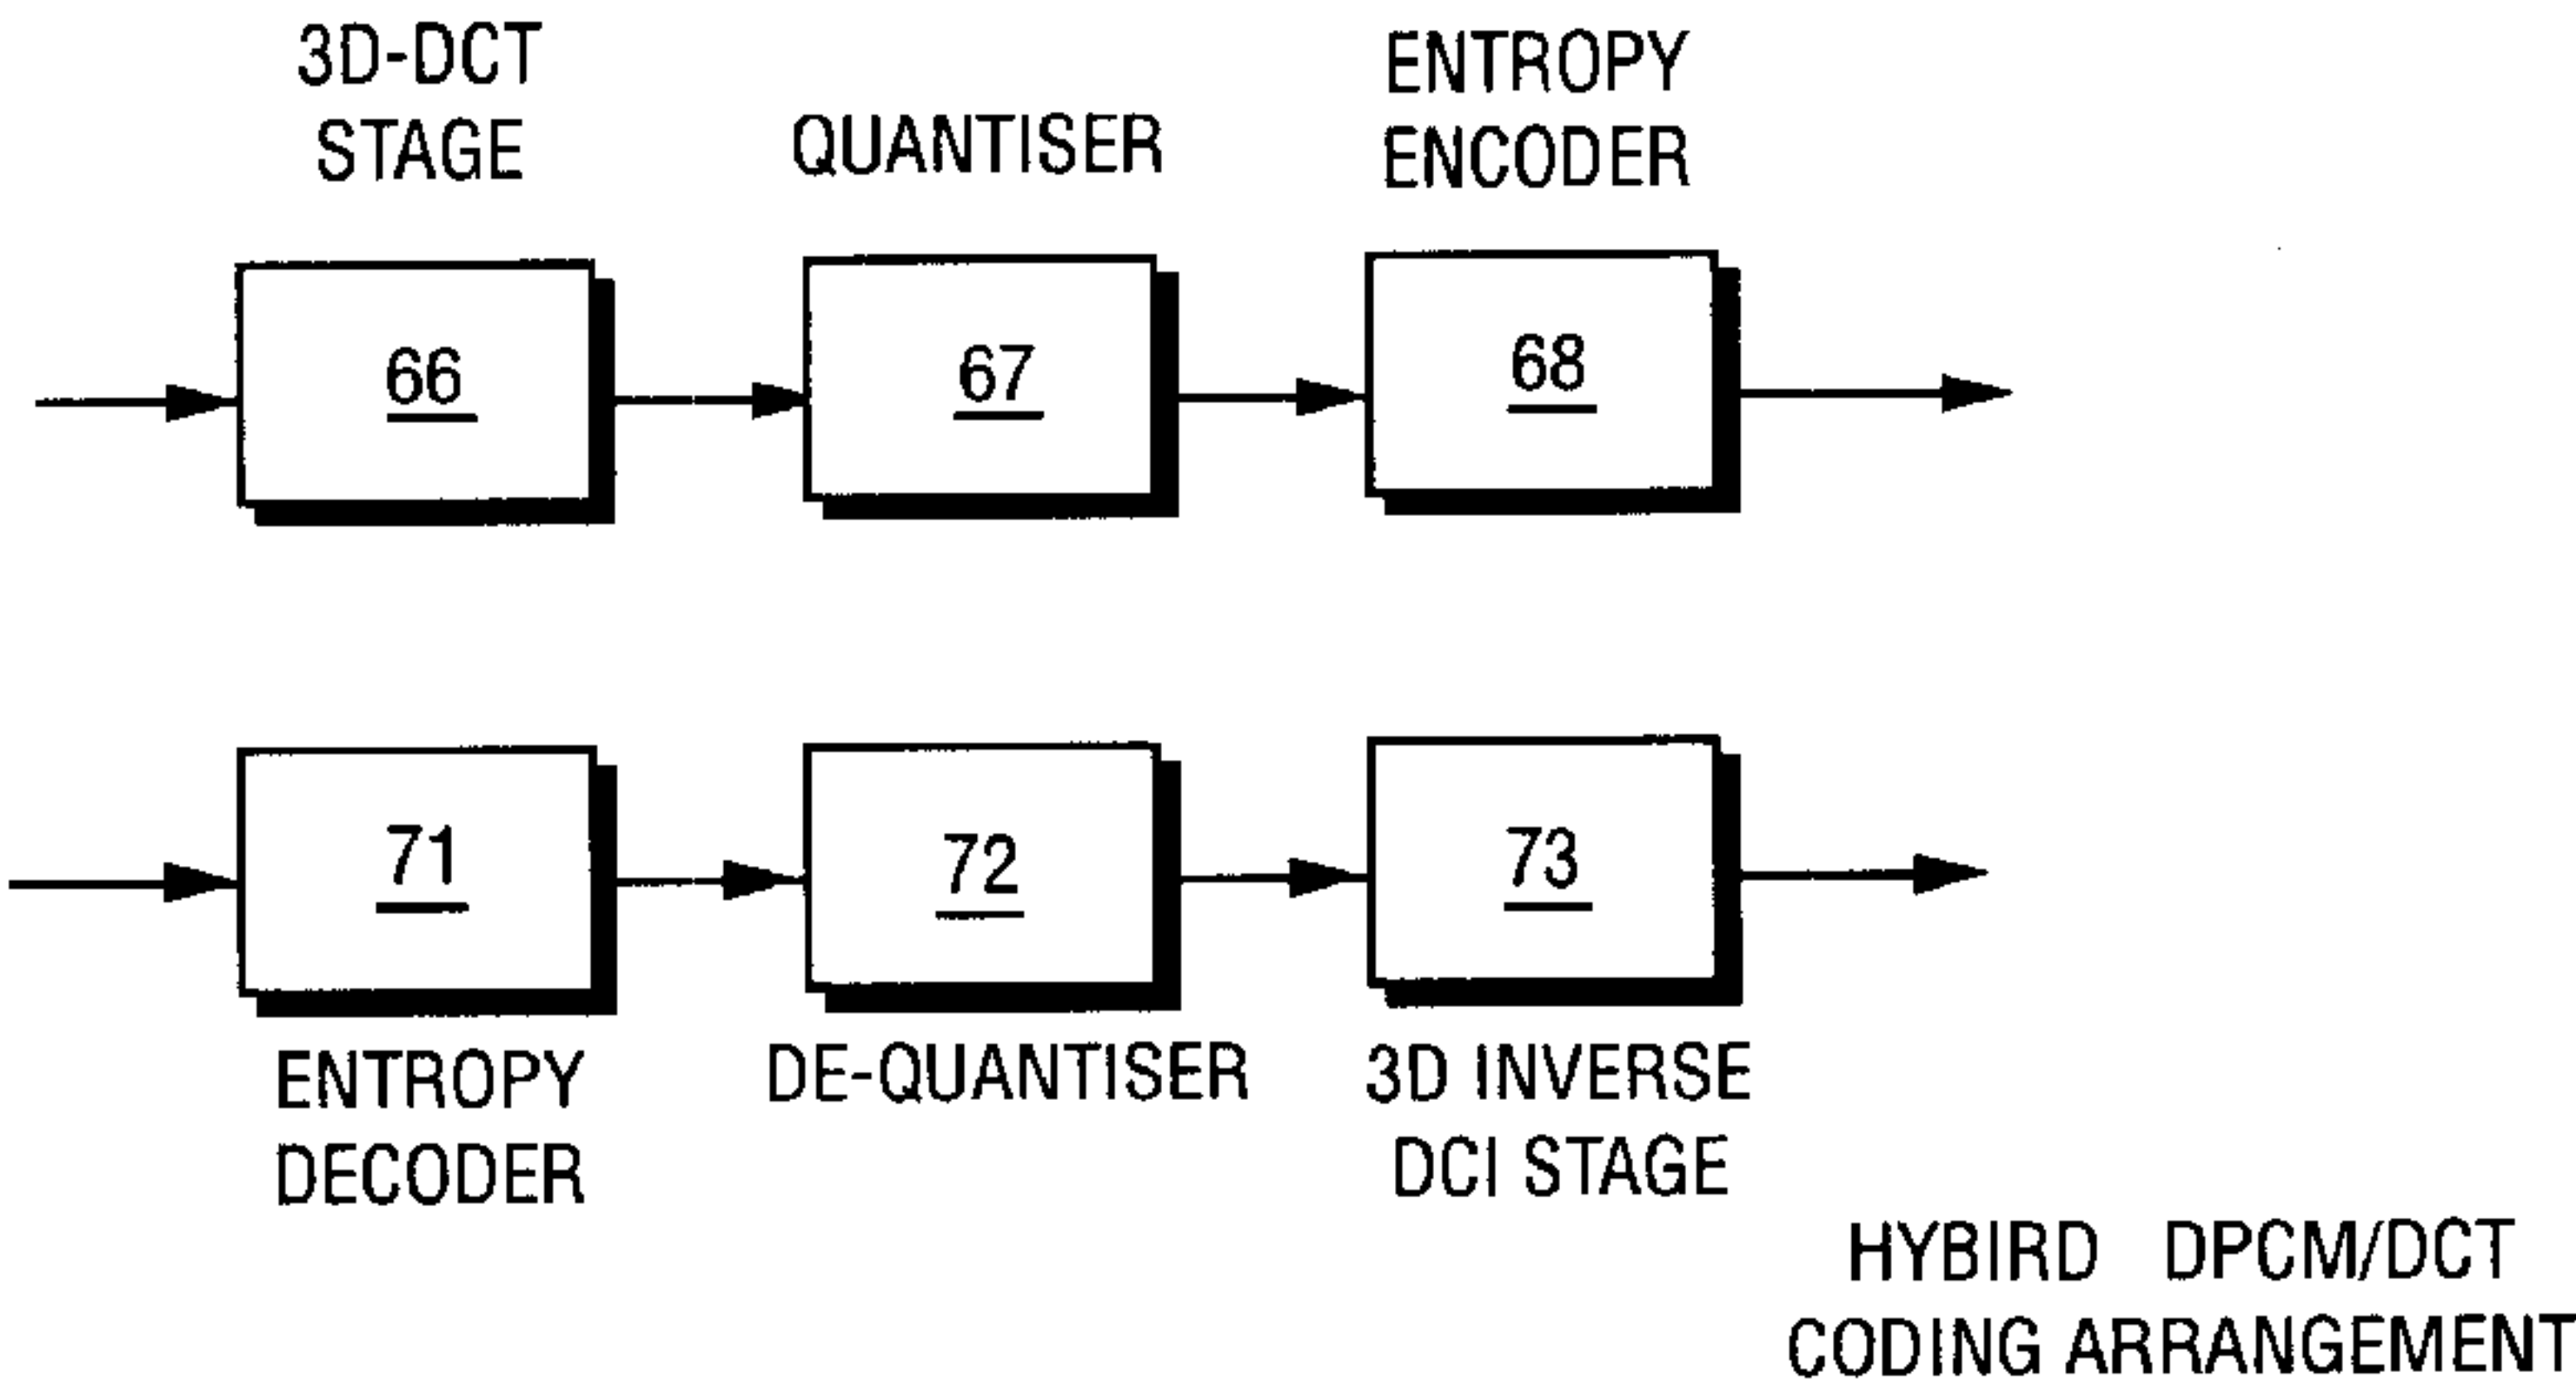 3D-DCT
STAGE
QUANTISER
ENTROPY
ENCODER
66
67
68
71
72
73
ENTROPY
DECODER
DE-QUANTISER
3D INVERSE
DCI STAGE
HYBIRD DPCM/DCT
CODING ARRANGEMENT